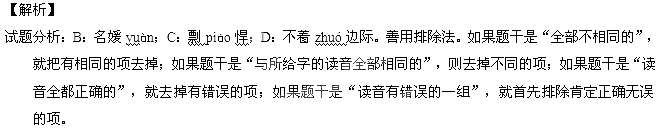 【解析】
试题分析：B：名媛 yuàn；C：剽 piāo 悍；D：不着 zhuó 边际。善用排除法。如果题干是“全部不相同的”，
就把有相同的项去掉；如果题干是“与所给字的读音全部相同的”，则去掉不同的项；如果题干是“读
音全都正确的”，就去掉有错误的项；如果题干是“读音有错误的一组”，就首先排除肯定正确无误
的项。